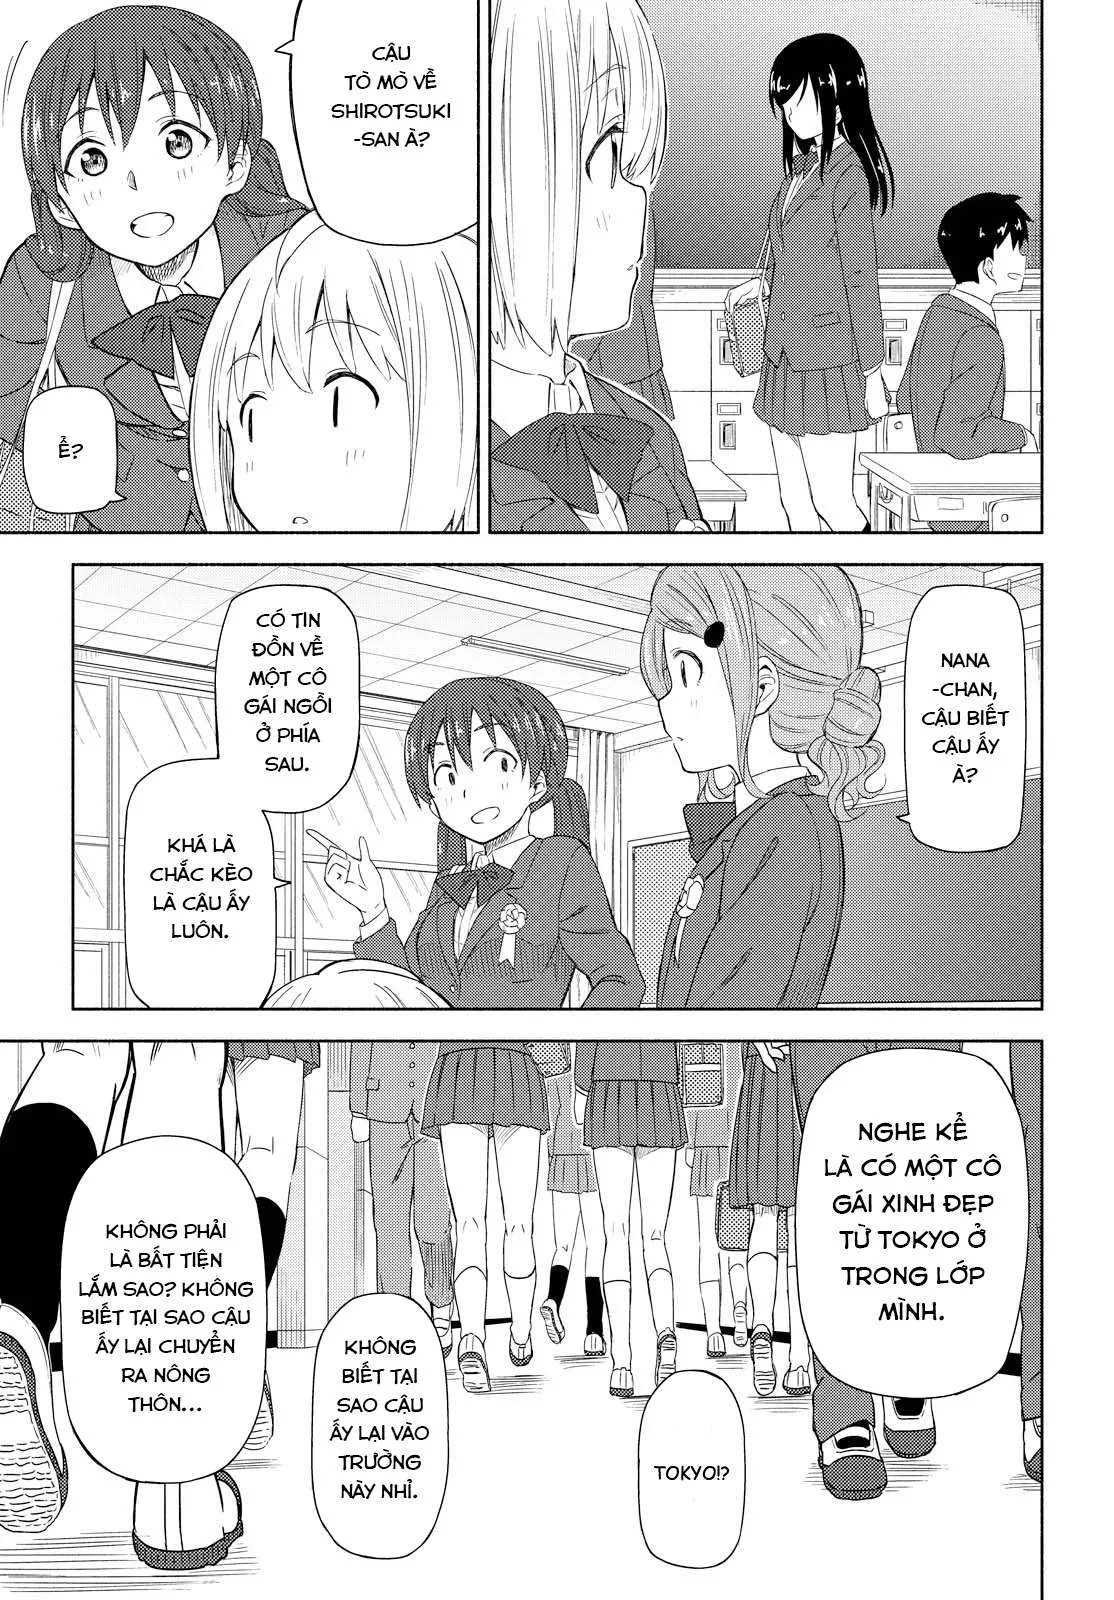 CẬU
TÒ MÒ VỀ
SHIROTSUKI
-SAN À?
Ể?
NANA
-CHAN,
CẬU BIẾT
CẬU ẤY
À?
CÓ TIN
ĐỒN VỀ
MỘT CÔ
GÁI NGỒI
Ở PHÍA
SAU.
KHÁ LÀ
CHẮC KÈO
LÀ CẬU ẤY
LUÔN.
NGHE KỂ
LÀ CÓ MỘT CÔ
GÁI XINH ĐẸP
TỪ TOKYO Ở
TRONG LỚP
MÌNH.
TOKYO!?
KHÔNG
BIẾT TẠI
SAO CẬU
ẤY LẠI VÀO
TRƯỜNG
NÀY NHỈ.
KHÔNG PHẢI
LÀ BẤT TIỆN
LẮM SAO? KHÔNG
BIẾT TẠI SAO CẬU
ẤY LẠI CHUYỂN
RA NÔNG
THÔN...